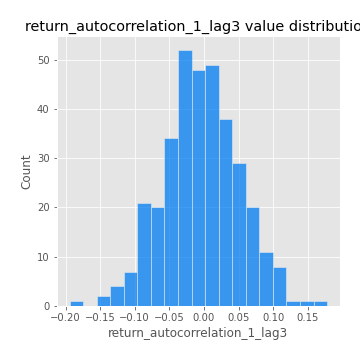 return_autocorrelation_1_lag3 value distributio
50
40
30
20
10
0
Count
−0.20 −0.15 −0.10 −0.05 0.00 0.05 0.10 0.15
return_autocorrelation_1_lag3